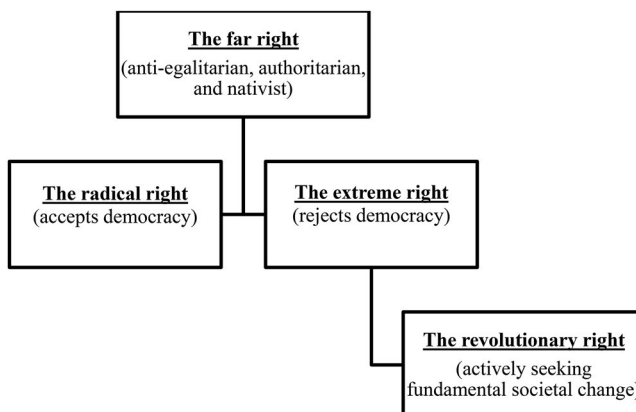 The far right
(anti-egalitarian, authoritarian,
and nativist)
The radical right
(accepts democracy)
The extreme right
(rejects democracy)
The revolutionary right
(actively seeking
fundamental societal change)